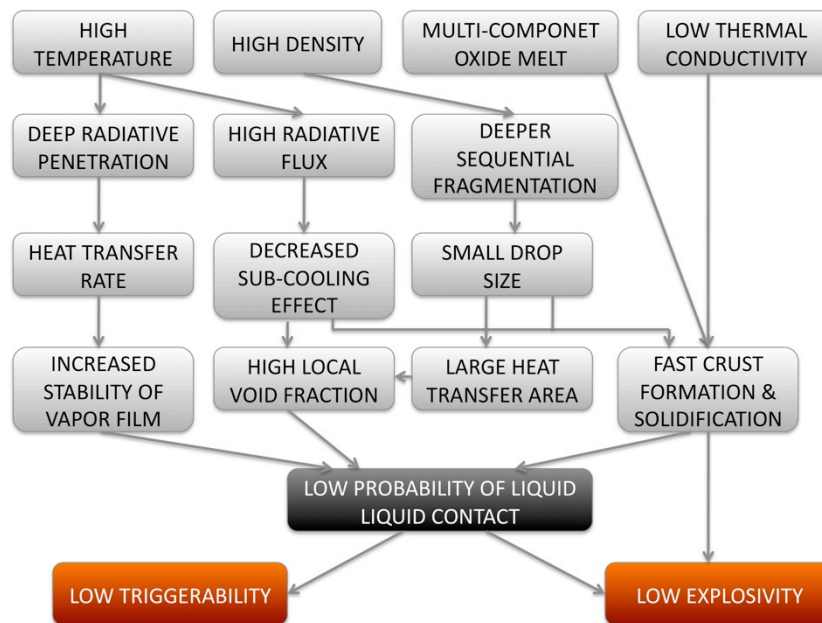 HIGH
TEMPERATURE
HIGH DENSITY
MULTI-COMPONET
OXIDE MELT
LOW THERMAL
CONDUCTIVITY
DEEP RADIATIVE
PENETRATION
HIGH RADIATIVE
FLUX
DEEPER
SEQUENTIAL
FRAGMENTATION
HEAT TRANSFER
RATE
DECREASED
SUB-COOLING
EFFECT
SMALL DROP
SIZE
INCREASED
STABILITY OF
VAPOR FILM
HIGH LOCAL
VOID FRACTION
LARGE HEAT
TRANSFER AREA
FAST CRUST
FORMATION &
SOLIDIFICATION
LOW PROBABILITY OF LIQUID
LIQUID CONTACT
LOW TRIGGERABILITY
LOW EXPLOSIVITY